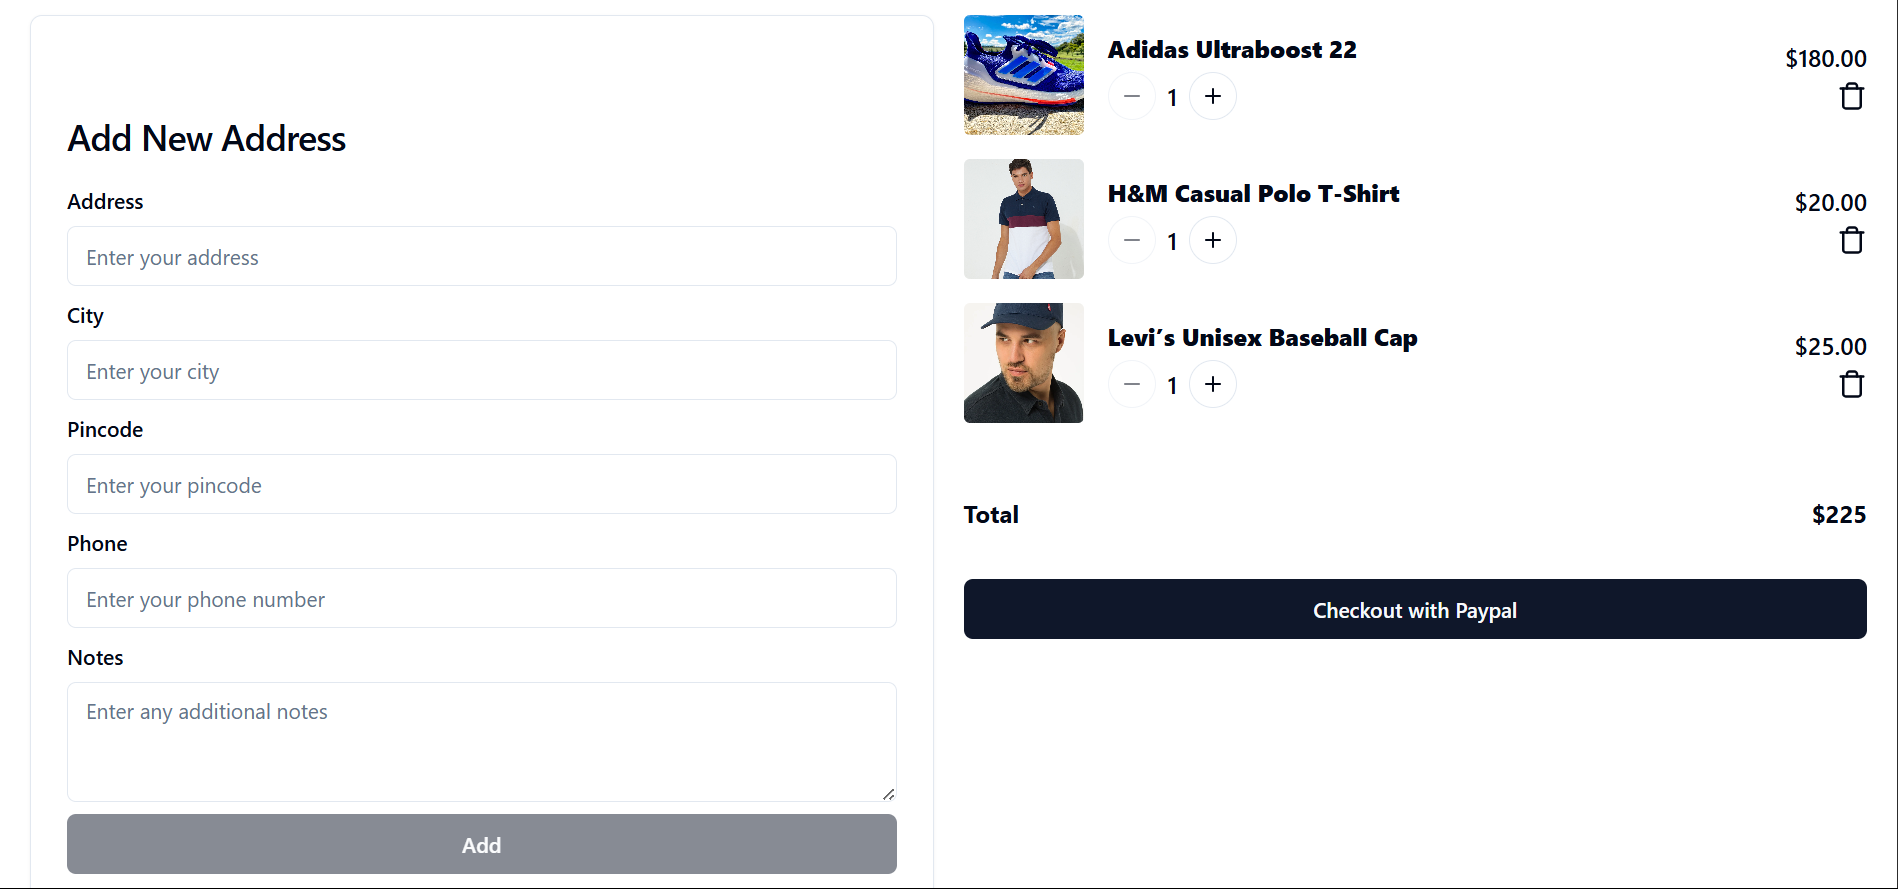 Add New Address
Address
Enter your address
City
Enter your city
Pincode
Enter your pincode
Phone
Enter your phone number
Notes
Enter any additional notes
Add
Adidas Ultraboost 22
$180.00
1
H&M Casual Polo T-Shirt
$20.00
1
Levi’s Unisex Baseball Cap
$25.00
1
Total
$225
Checkout with Paypal